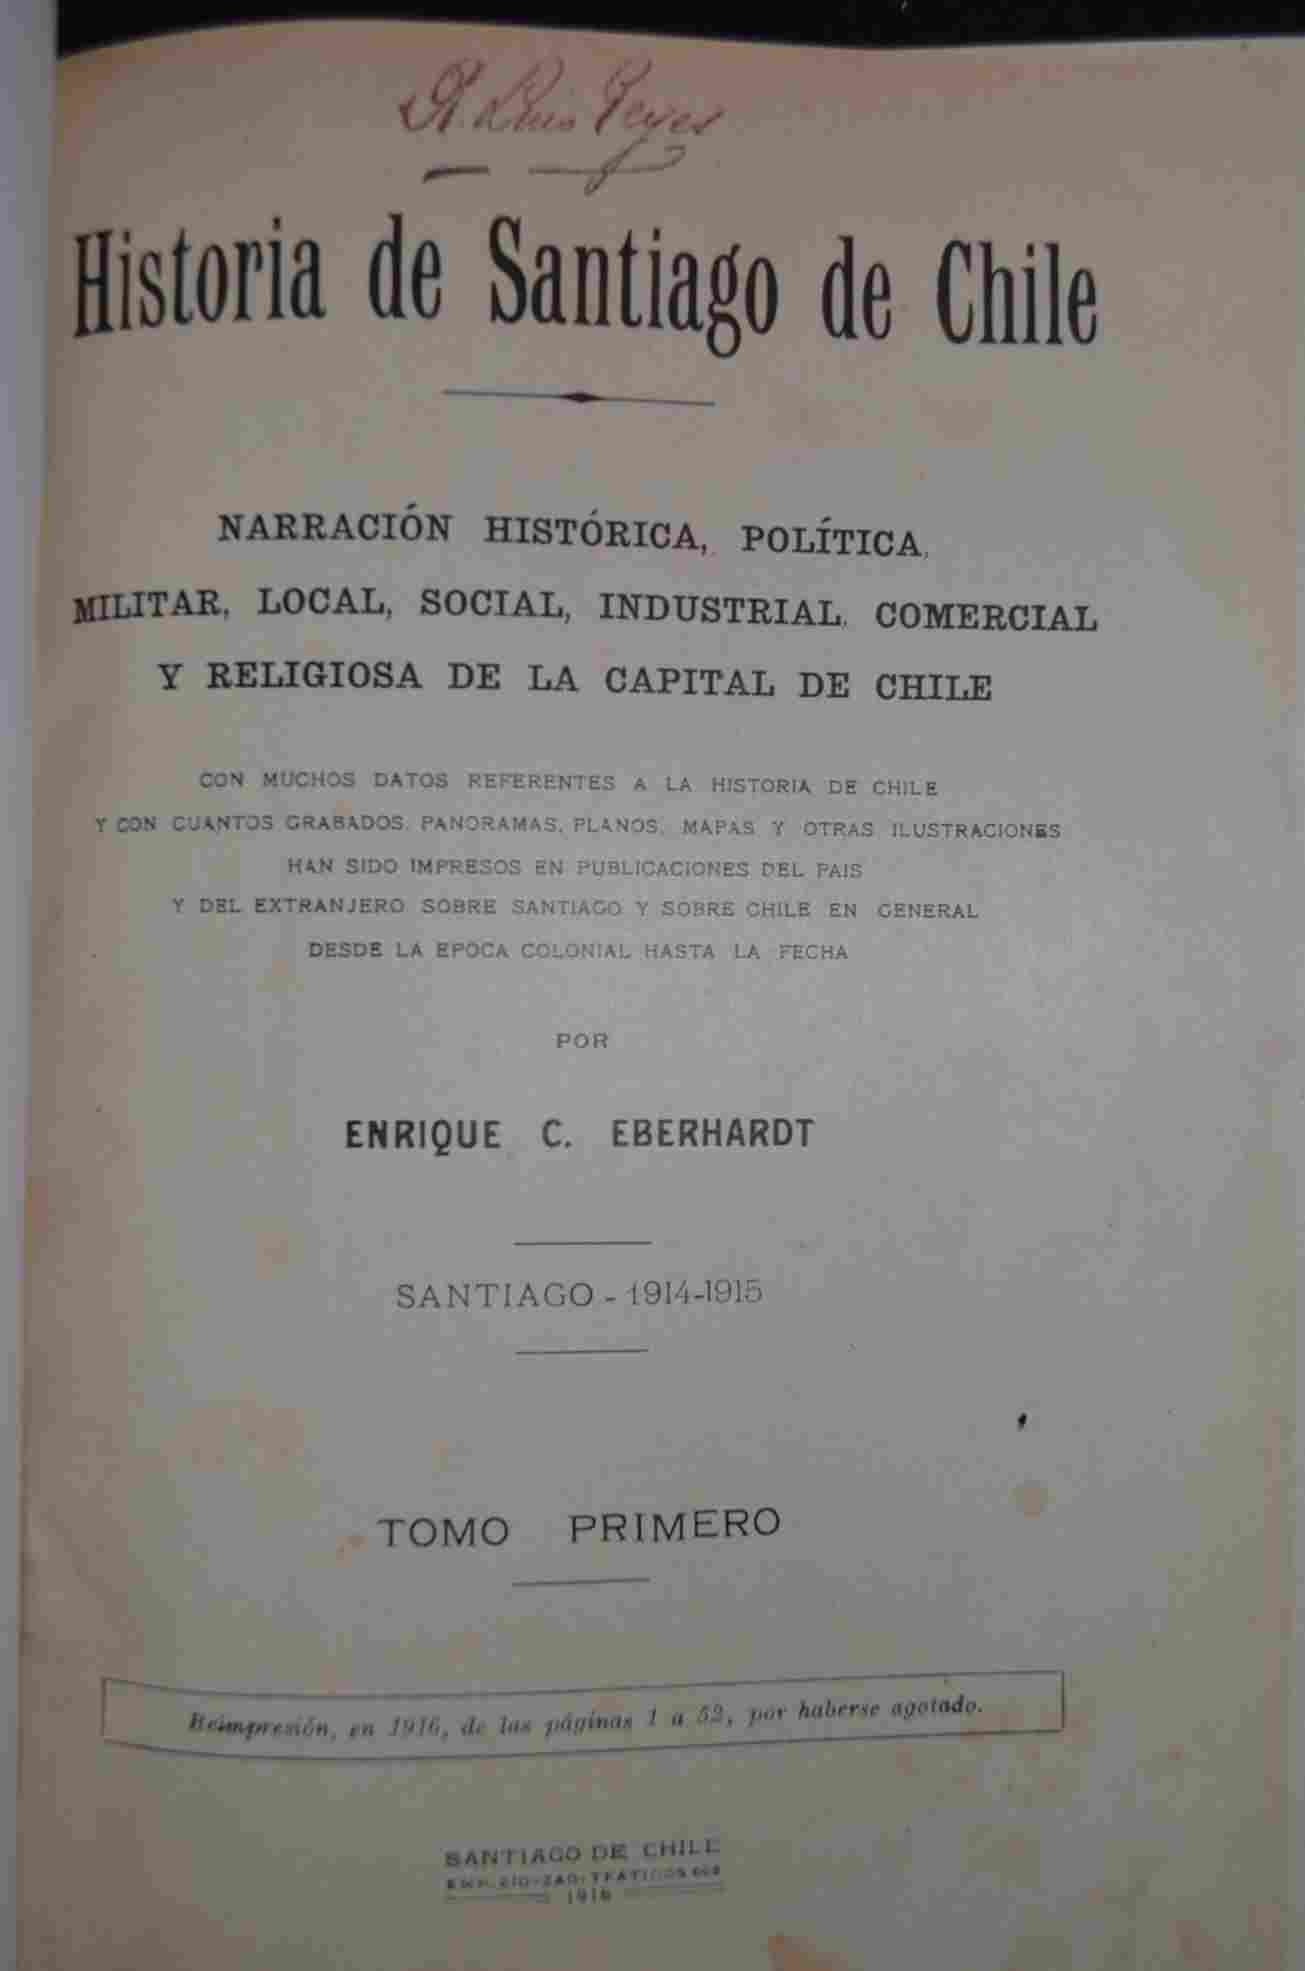 R. Luis Reyes
Historia de Santiago de Chile
NARRACIÓN HISTÓRICA, POLÍTICA,
MILITAR, LOCAL, SOCIAL, INDUSTRIAL, COMERCIAL
Y RELIGIOSA DE LA CAPITAL DE CHILE
CON MUCHOS DATOS REFERENTES A LA HISTORIA DE CHILE
Y CON CUANTOS GRABADOS, PANORAMAS, PLANOS, MAPAS Y OTRAS ILUSTRACIONES
HAN SIDO IMPRESOS EN PUBLICACIONES DEL PAIS
Y DEL EXTRANJERO SOBRE SANTIAGO Y SOBRE CHILE EN GENERAL
DESDE LA EPOCA COLONIAL HASTA LA FECHA
POR
ENRIQUE C. EBERHARDT
SANTIAGO - 1914-1915
TOMO PRIMERO
Reimpresión, en 1916, de las páginas 1 a 52, por haberse agotado.
SANTIAGO DE CHILE
1916